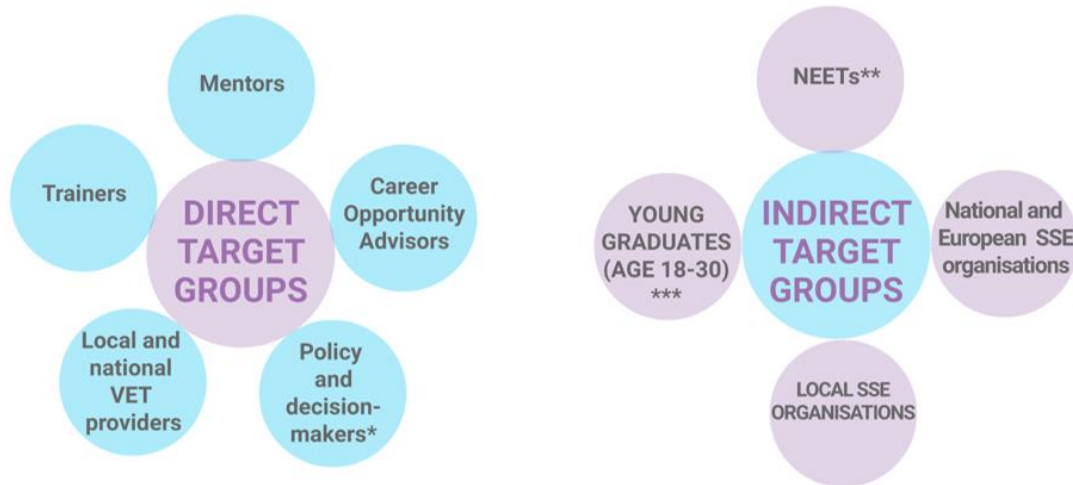 Mentors
Trainers
DIRECT
TARGET
GROUPS
Career
Opportunity
Advisors
Local and
national
VET
providers
Policy
and
decision-
makers*
NEETs**
YOUNG
GRADUATES
(AGE 18-30)
***
INDIRECT
TARGET
GROUPS
National and
European SSE
organisations
LOCAL SSE
ORGANISATIONS